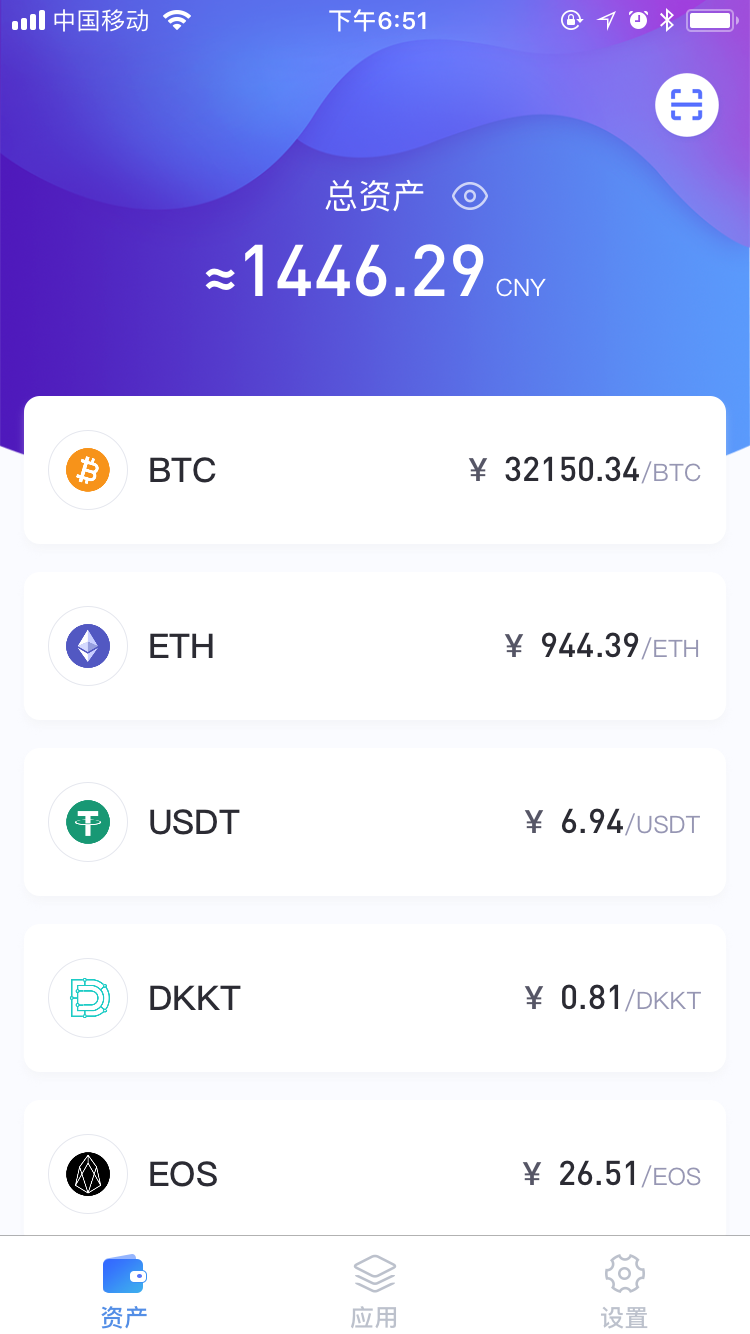 中国移动 下午6:51
总资产
≈1446.29 CNY
BTC ¥ 32150.34/BTC
ETH ¥ 944.39/ETH
USDT ¥ 6.94/USDT
DKKT ¥ 0.81/DKKT
EOS ¥ 26.51/EOS
资产 应用 设置